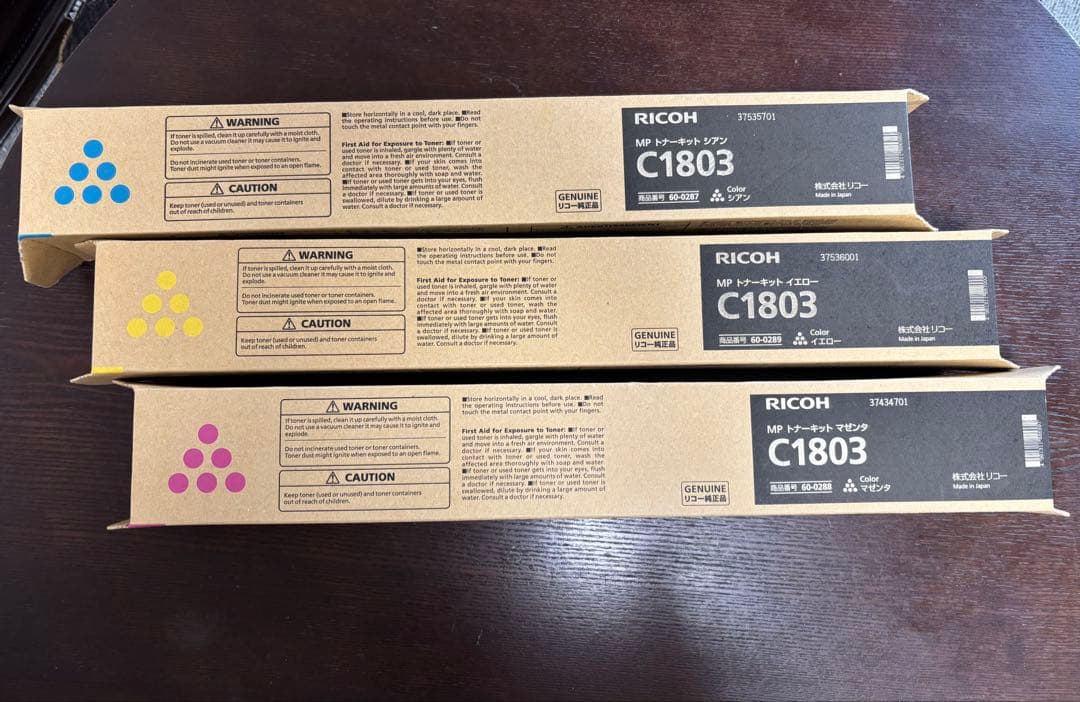 WARNING
If toner is spilled, clean it up carefully with a moist cloth.
Do not use a vacuum cleaner it may cause it to ignite and
explode.
Do not incinerate used toner or toner containers.
Toner dust might ignite when exposed to an open flame.
CAUTION
Keep toner (used or unused) and toner containers
out of reach of children.
■Store horizontally in a cool, dark place. ■Read
the operating instructions before use. ■Do not
touch the metal contact point with your fingers.
First Aid for Exposure to Toner: ■If toner or
used toner is inhaled, gargle with plenty of water
and move into a fresh air environment. Consult a
doctor if necessary. ■If your skin comes into
contact with toner or used toner, wash the
affected area thoroughly with soap and water.
■If toner or used toner gets into your eyes, flush
immediately with large amounts of water. Consult
a doctor if necessary. ■If toner or used toner is
swallowed, dilute by drinking a large amount of
water. Consult a doctor if necessary.
GENUINE
リコー純正品
RICOH 37535701
MP トナーキット シアン
C1803
商品番号 60-0287 Color
シアン
株式会社リコー
Made in Japan
WARNING
If toner is spilled, clean it up carefully with a moist cloth.
Do not use a vacuum cleaner it may cause it to ignite and
explode.
Do not incinerate used toner or toner containers.
Toner dust might ignite when exposed to an open flame.
CAUTION
Keep toner (used or unused) and toner containers
out of reach of children.
■Store horizontally in a cool, dark place. ■Read
the operating instructions before use. ■Do not
touch the metal contact point with your fingers.
First Aid for Exposure to Toner: ■If toner or
used toner is inhaled, gargle with plenty of water
and move into a fresh air environment. Consult a
doctor if necessary. ■If your skin comes into
contact with toner or used toner, wash the
affected area thoroughly with soap and water.
■If toner or used toner gets into your eyes, flush
immediately with large amounts of water. Consult
a doctor if necessary. ■If toner or used toner is
swallowed, dilute by drinking a large amount of
water. Consult a doctor if necessary.
GENUINE
リコー純正品
RICOH 37536001
MP トナーキット イエロー
C1803
商品番号 60-0289 Color
イエロー
株式会社リコー
Made in Japan
WARNING
If toner is spilled, clean it up carefully with a moist cloth.
Do not use a vacuum cleaner it may cause it to ignite and
explode.
Do not incinerate used toner or toner containers.
Toner dust might ignite when exposed to an open flame.
CAUTION
Keep toner (used or unused) and toner containers
out of reach of children.
■Store horizontally in a cool, dark place. ■Read
the operating instructions before use. ■Do not
touch the metal contact point with your fingers.
First Aid for Exposure to Toner: ■If toner or
used toner is inhaled, gargle with plenty of water
and move into a fresh air environment. Consult a
doctor if necessary. ■If your skin comes into
contact with toner or used toner, wash the
affected area thoroughly with soap and water.
■If toner or used toner gets into your eyes, flush
immediately with large amounts of water. Consult
a doctor if necessary. ■If toner or used toner is
swallowed, dilute by drinking a large amount of
water. Consult a doctor if necessary.
GENUINE
リコー純正品
RICOH 37434701
MP トナーキット マゼンタ
C1803
商品番号 60-0288 Color
マゼンタ
株式会社リコー
Made in Japan